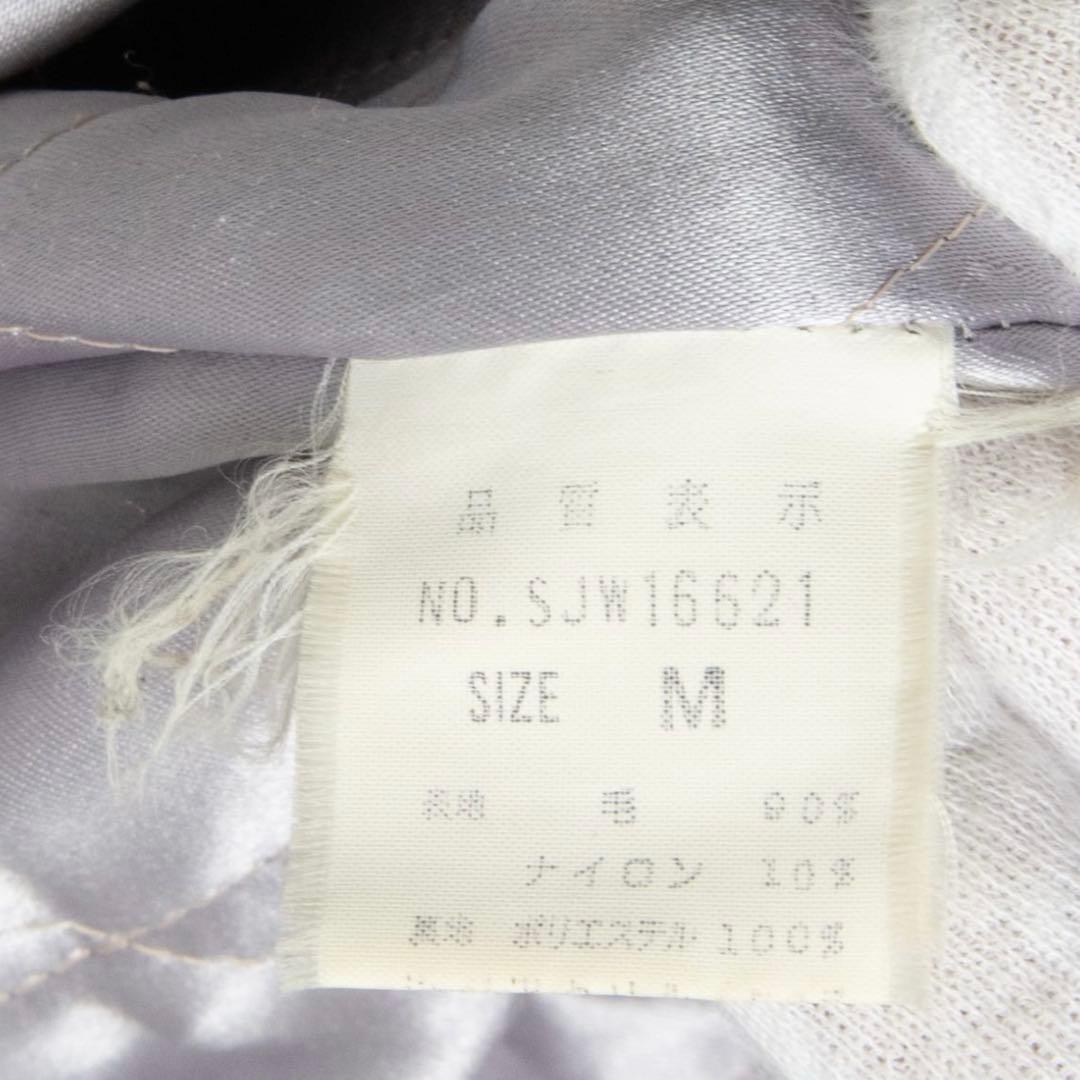 品質表示
NO.SJW16621
SIZE M
表地 毛 90%
ナイロン 10%
裏地 ポリエステル 100%